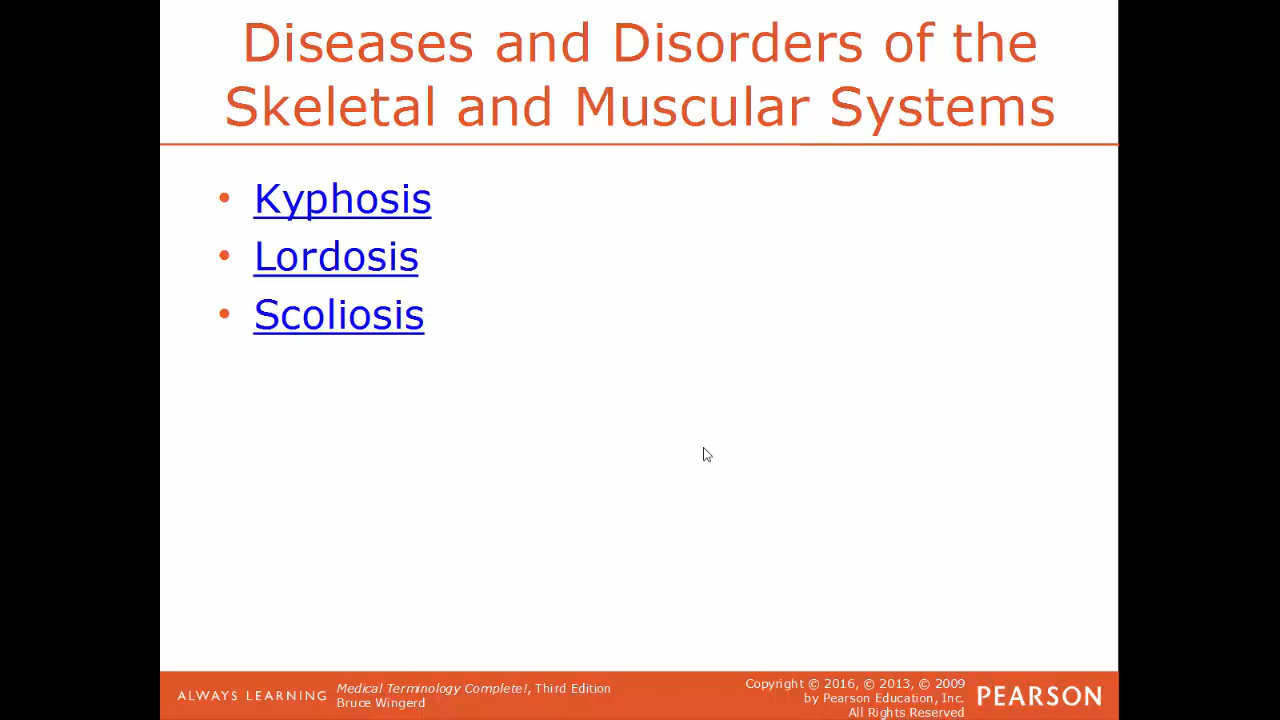 Diseases and Disorders of the
Skeletal and Muscular Systems
• Kyphosis
• Lordosis
• Scoliosis
ALWAYS LEARNING
Medical Terminology Complete!, Third Edition
Bruce Wingerd
Copyright © 2016, © 2013, © 2009
by Pearson Education, Inc.
All Rights Reserved
PEARSON